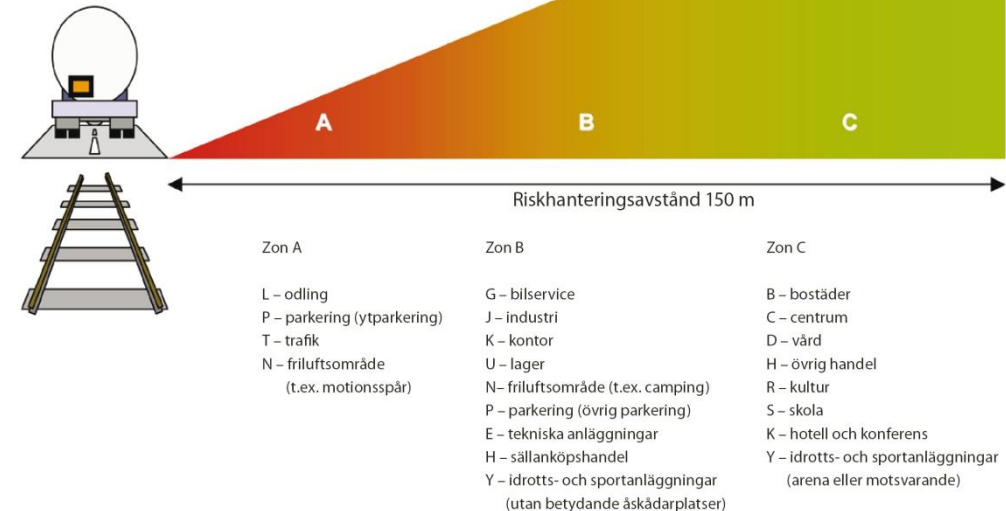 A
B
C
Riskhanteringsavstånd 150 m
Zon A
L – odling
P – parkering (ytparkering)
T – trafik
N – friluftsområde
(t.ex. motionsspår)
Zon B
G – bilservice
J – industri
K – kontor
U – lager
N– friluftsområde (t.ex. camping)
P – parkering (övrig parkering)
E – tekniska anläggningar
H – sällanköpshandel
Y – idrotts- och sportanläggningar
(utan betydande åskådarplatser)
Zon C
B – bostäder
C – centrum
D – vård
H – övrig handel
R – kultur
S – skola
K – hotell och konferens
Y – idrotts- och sportanläggningar
(arena eller motsvarande)